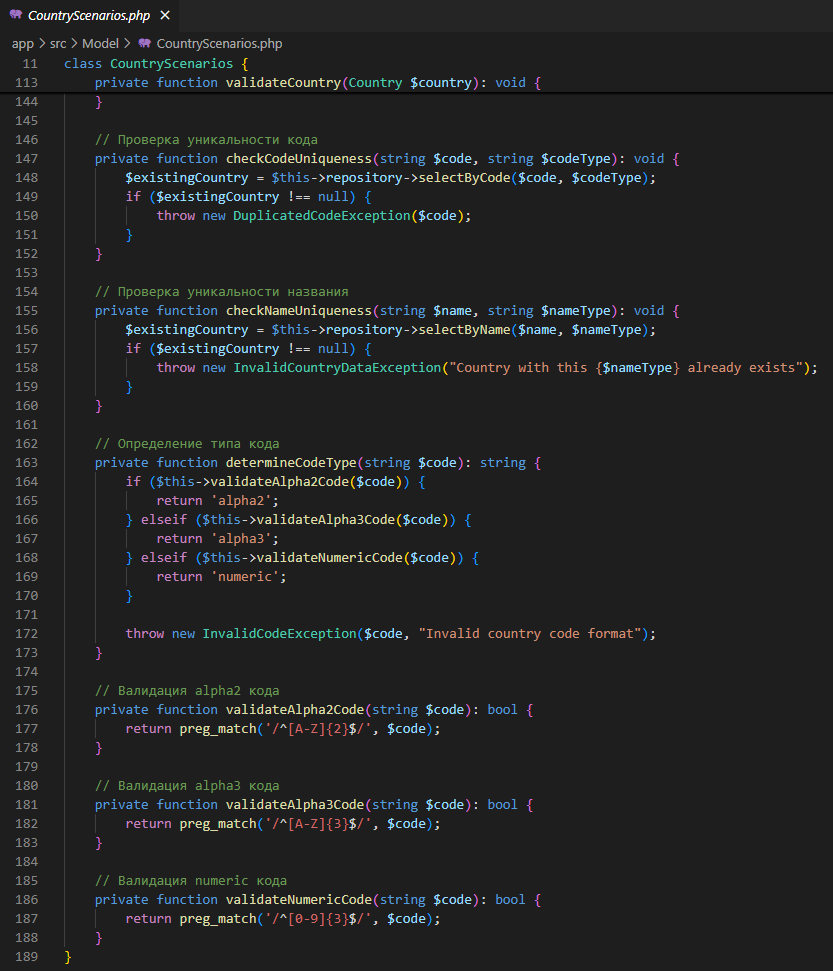 CountryScenarios.php ×
app > src > Model > CountryScenarios.php
11 class CountryScenarios {
113 private function validateCountry(Country $country): void {
144 }
145
146 // Проверка уникальности кода
147 private function checkCodeUniqueness(string $code, string $codeType): void {
148 $existingCountry = $this->repository->selectByCode($code, $codeType);
149 if ($existingCountry !== null) {
150 throw new DuplicatedCodeException($code);
151 }
152 }
153
154 // Проверка уникальности названия
155 private function checkNameUniqueness(string $name, string $nameType): void {
156 $existingCountry = $this->repository->selectByName($name, $nameType);
157 if ($existingCountry !== null) {
158 throw new InvalidCountryDataException("Country with this {$nameType} already exists");
159 }
160 }
161
162 // Определение типа кода
163 private function determineCodeType(string $code): string {
164 if ($this->validateAlpha2Code($code)) {
165 return 'alpha2';
166 } elseif ($this->validateAlpha3Code($code)) {
167 return 'alpha3';
168 } elseif ($this->validateNumericCode($code)) {
169 return 'numeric';
170 }
171
172 throw new InvalidCodeException($code, "Invalid country code format");
173 }
174
175 // Валидация alpha2 кода
176 private function validateAlpha2Code(string $code): bool {
177 return preg_match('/^[A-Z]{2}$/', $code);
178 }
179
180 // Валидация alpha3 кода
181 private function validateAlpha3Code(string $code): bool {
182 return preg_match('/^[A-Z]{3}$/', $code);
183 }
184
185 // Валидация numeric кода
186 private function validateNumericCode(string $code): bool {
187 return preg_match('/^[0-9]{3}$/', $code);
188 }
189 }